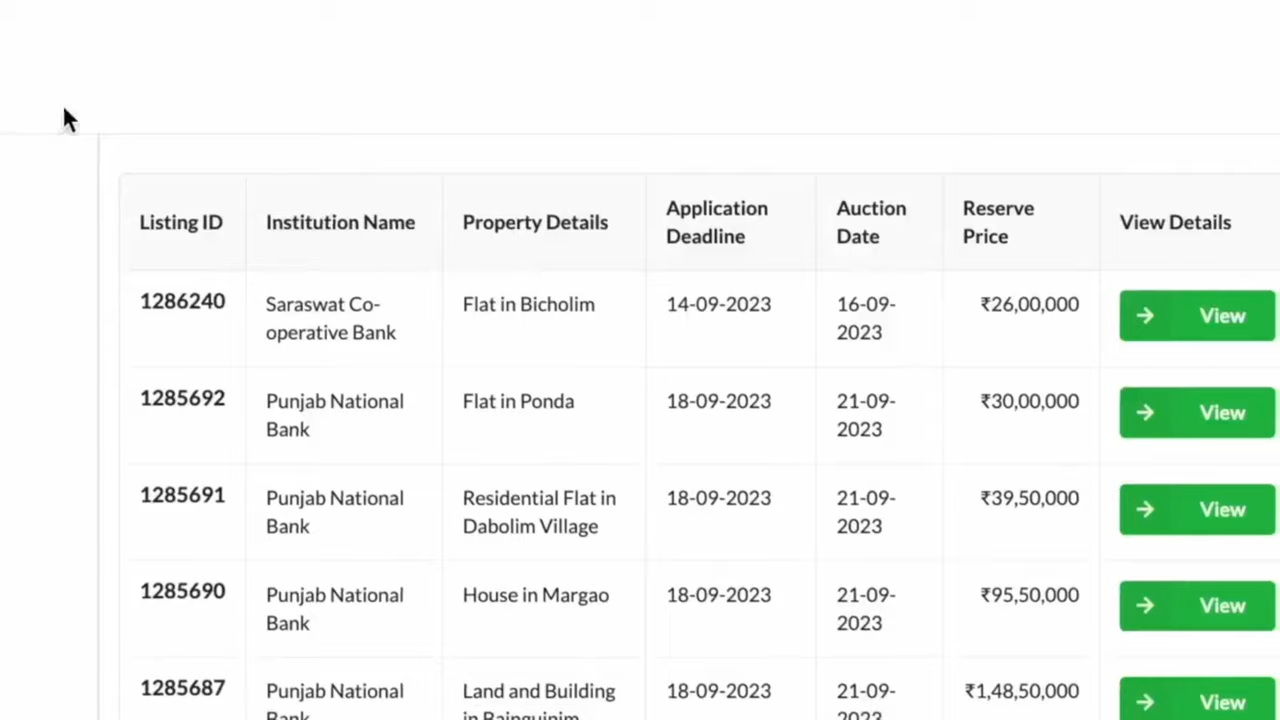 Listing ID Institution Name Property Details Application Deadline Auction Date Reserve Price View Details
1286240 Saraswat Co-operative Bank Flat in Bicholim 14-09-2023 16-09-2023 ₹26,00,000 View
1285692 Punjab National Bank Flat in Ponda 18-09-2023 21-09-2023 ₹30,00,000 View
1285691 Punjab National Bank Residential Flat in Dabolim Village 18-09-2023 21-09-2023 ₹39,50,000 View
1285690 Punjab National Bank House in Margao 18-09-2023 21-09-2023 ₹95,50,000 View
1285687 Punjab National Bank Land and Building in Bainguinim 18-09-2023 21-09-2023 ₹1,48,50,000 View